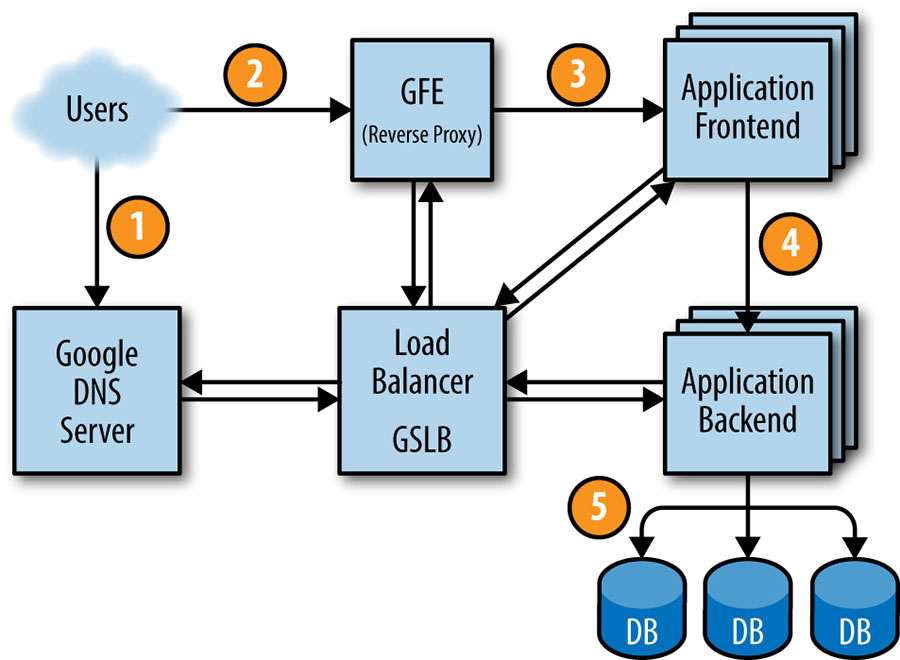 Users
2
GFE
(Reverse Proxy)
3
Application
Frontend
1
4
Google
DNS
Server
Load
Balancer
GSLB
Application
Backend
5
DB
DB
DB